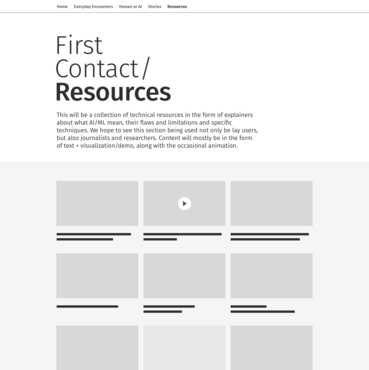 Home Everyday Encounters Human or AI Stories Resources
First
Contact/
Resources
This will be a collection of technical resources in the form of explainers
about what AI/ML mean, their flaws and limitations and specific
techniques. We hope to see this section being used not only be lay users,
but also journalists and researchers. Content will mostly be in the form
of text + visualization/demo, along with the occasional animation.